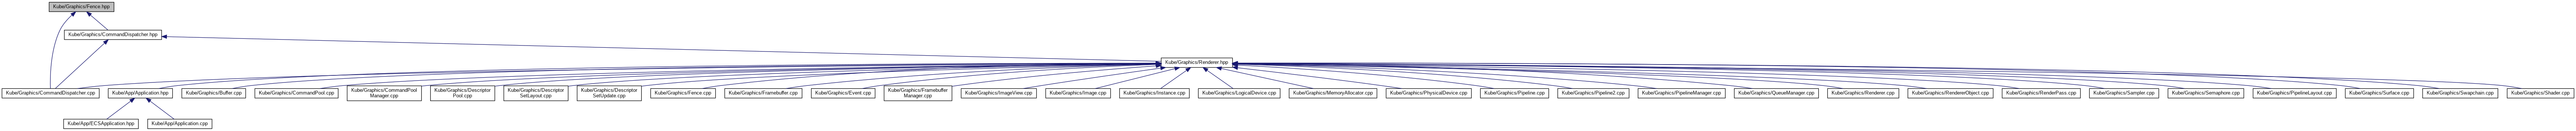 Kube/Graphics/Fence.hpp
Kube/Graphics/CommandDispatcher.hpp
Kube/Graphics/Renderer.hpp
Kube/Graphics/CommandDispatcher.cpp
Kube/App/Application.hpp
Kube/Graphics/Buffer.cpp
Kube/Graphics/CommandPool.cpp
Kube/Graphics/CommandPool
Manager.cpp
Kube/Graphics/Descriptor
Pool.cpp
Kube/Graphics/Descriptor
SetLayout.cpp
Kube/Graphics/Descriptor
SetUpdate.cpp
Kube/Graphics/Fence.cpp
Kube/Graphics/Framebuffer.cpp
Kube/Graphics/Event.cpp
Kube/Graphics/Framebuffer
Manager.cpp
Kube/Graphics/ImageView.cpp
Kube/Graphics/Image.cpp
Kube/Graphics/Instance.cpp
Kube/Graphics/LogicalDevice.cpp
Kube/Graphics/MemoryAllocator.cpp
Kube/Graphics/PhysicalDevice.cpp
Kube/Graphics/Pipeline.cpp
Kube/Graphics/Pipeline2.cpp
Kube/Graphics/PipelineManager.cpp
Kube/Graphics/QueueManager.cpp
Kube/Graphics/Renderer.cpp
Kube/Graphics/RendererObject.cpp
Kube/Graphics/RenderPass.cpp
Kube/Graphics/Sampler.cpp
Kube/Graphics/Semaphore.cpp
Kube/Graphics/PipelineLayout.cpp
Kube/Graphics/Surface.cpp
Kube/Graphics/Swapchain.cpp
Kube/Graphics/Shader.cpp
Kube/App/ECSApplication.hpp
Kube/App/Application.cpp